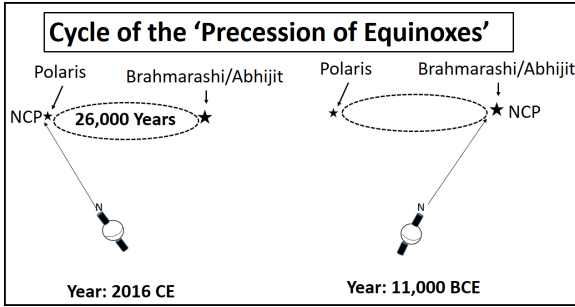 Cycle of the ‘Precession of Equinoxes’
Polaris
Brahmarashi/Abhijit
NCP
26,000 Years
N
Year: 2016 CE
Polaris
Brahmarashi/Abhijit
NCP
N
Year: 11,000 BCE